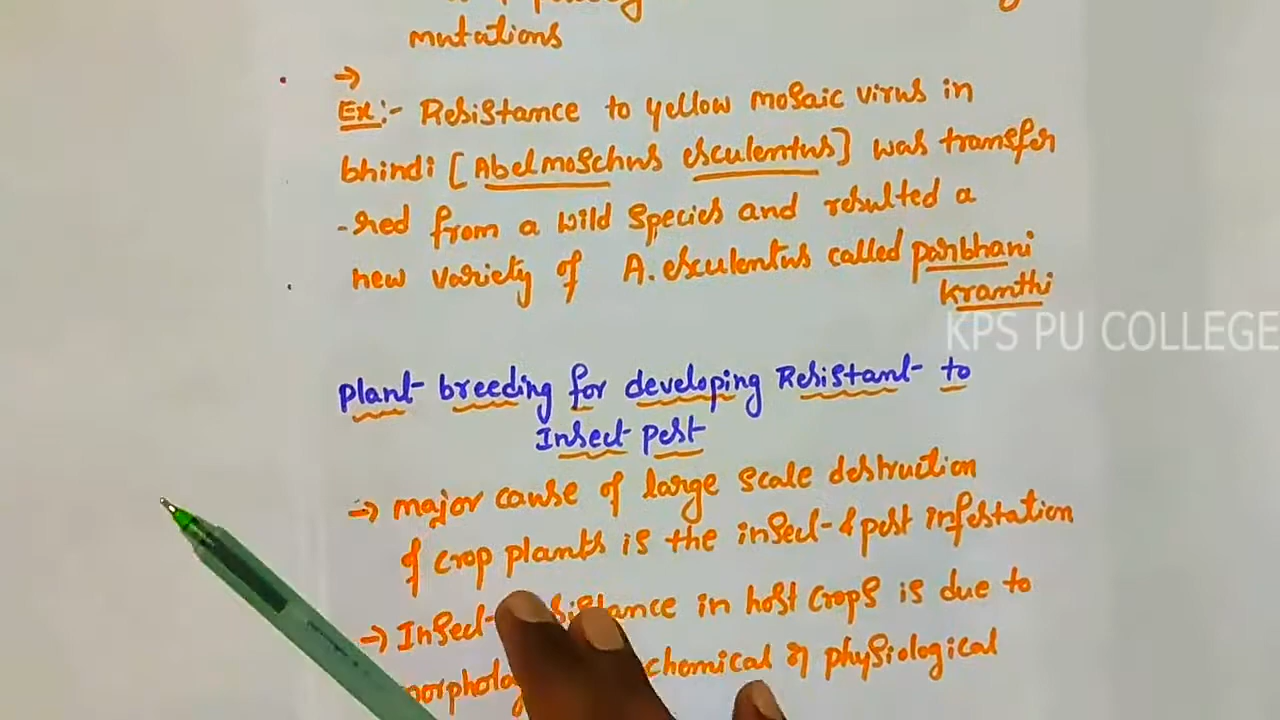 mutations
→
Ex:- Resistance to yellow mosaic virus in
bhindi [Abelmoschus esculentus] was transfer
-red from a wild species and resulted a
new variety of A. esculentus called parbhani
kranthi
KPS PU COLLEGE
plant breeding for developing Resistant to
Insect pest
→ major cause of large scale destruction
of crop plants is the insect & pest infestation
→ Insect in host crops is due to
chemical or physiological